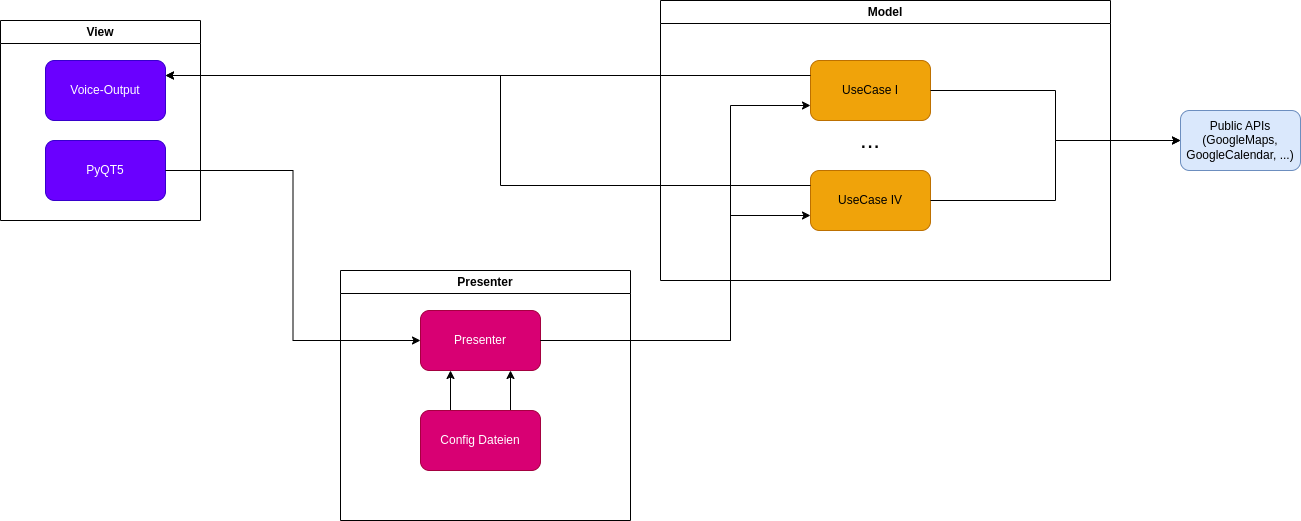 View
Voice-Output
PyQT5
Model
UseCase I
...
UseCase IV
Public APIs
(GoogleMaps,
GoogleCalendar, ...)
Presenter
Presenter
Config Dateien